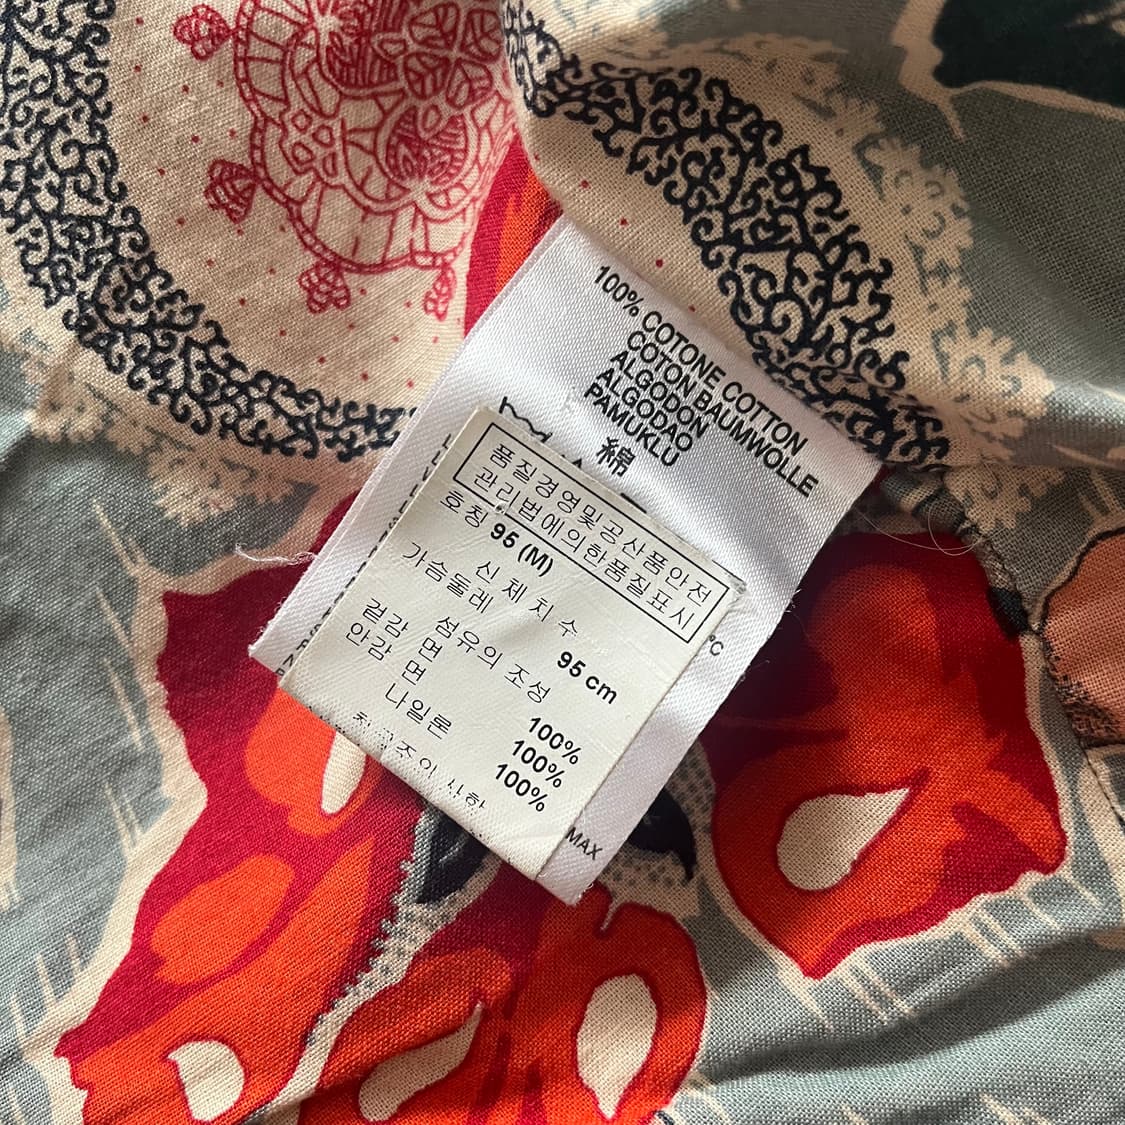 100% COTONE COTTON
COTON BAUMWOLLE
ALGODON
ALGODAO
PAMUKLU
綿
품질경영및공산품안전
관리법에의한품질표시
호칭 95 (M)
신체치수
가슴둘레 95 cm
섬유의 조성
겉감 면 100%
안감 면 100%
나일론 100%
°C
MAX